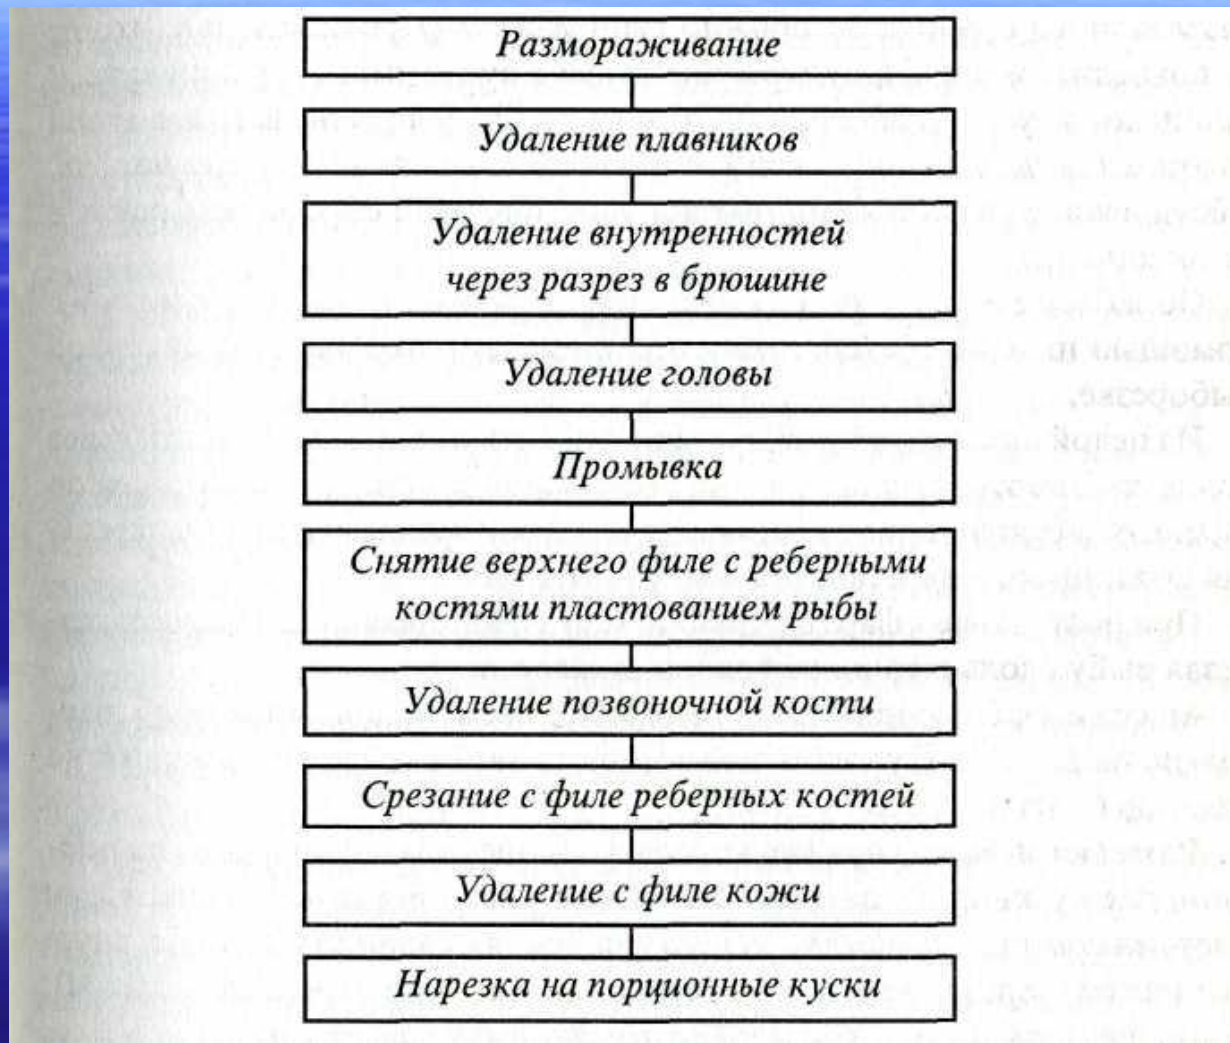 Размораживание
Удаление плавников
Удаление внутренностей
через разрез в брюшине
Удаление головы
Промывка
Снятие верхнего филе с реберными
костями пластованием рыбы
Удаление позвоночной кости
Срезание с филе реберных костей
Удаление с филе кожи
Нарезка на порционные куски